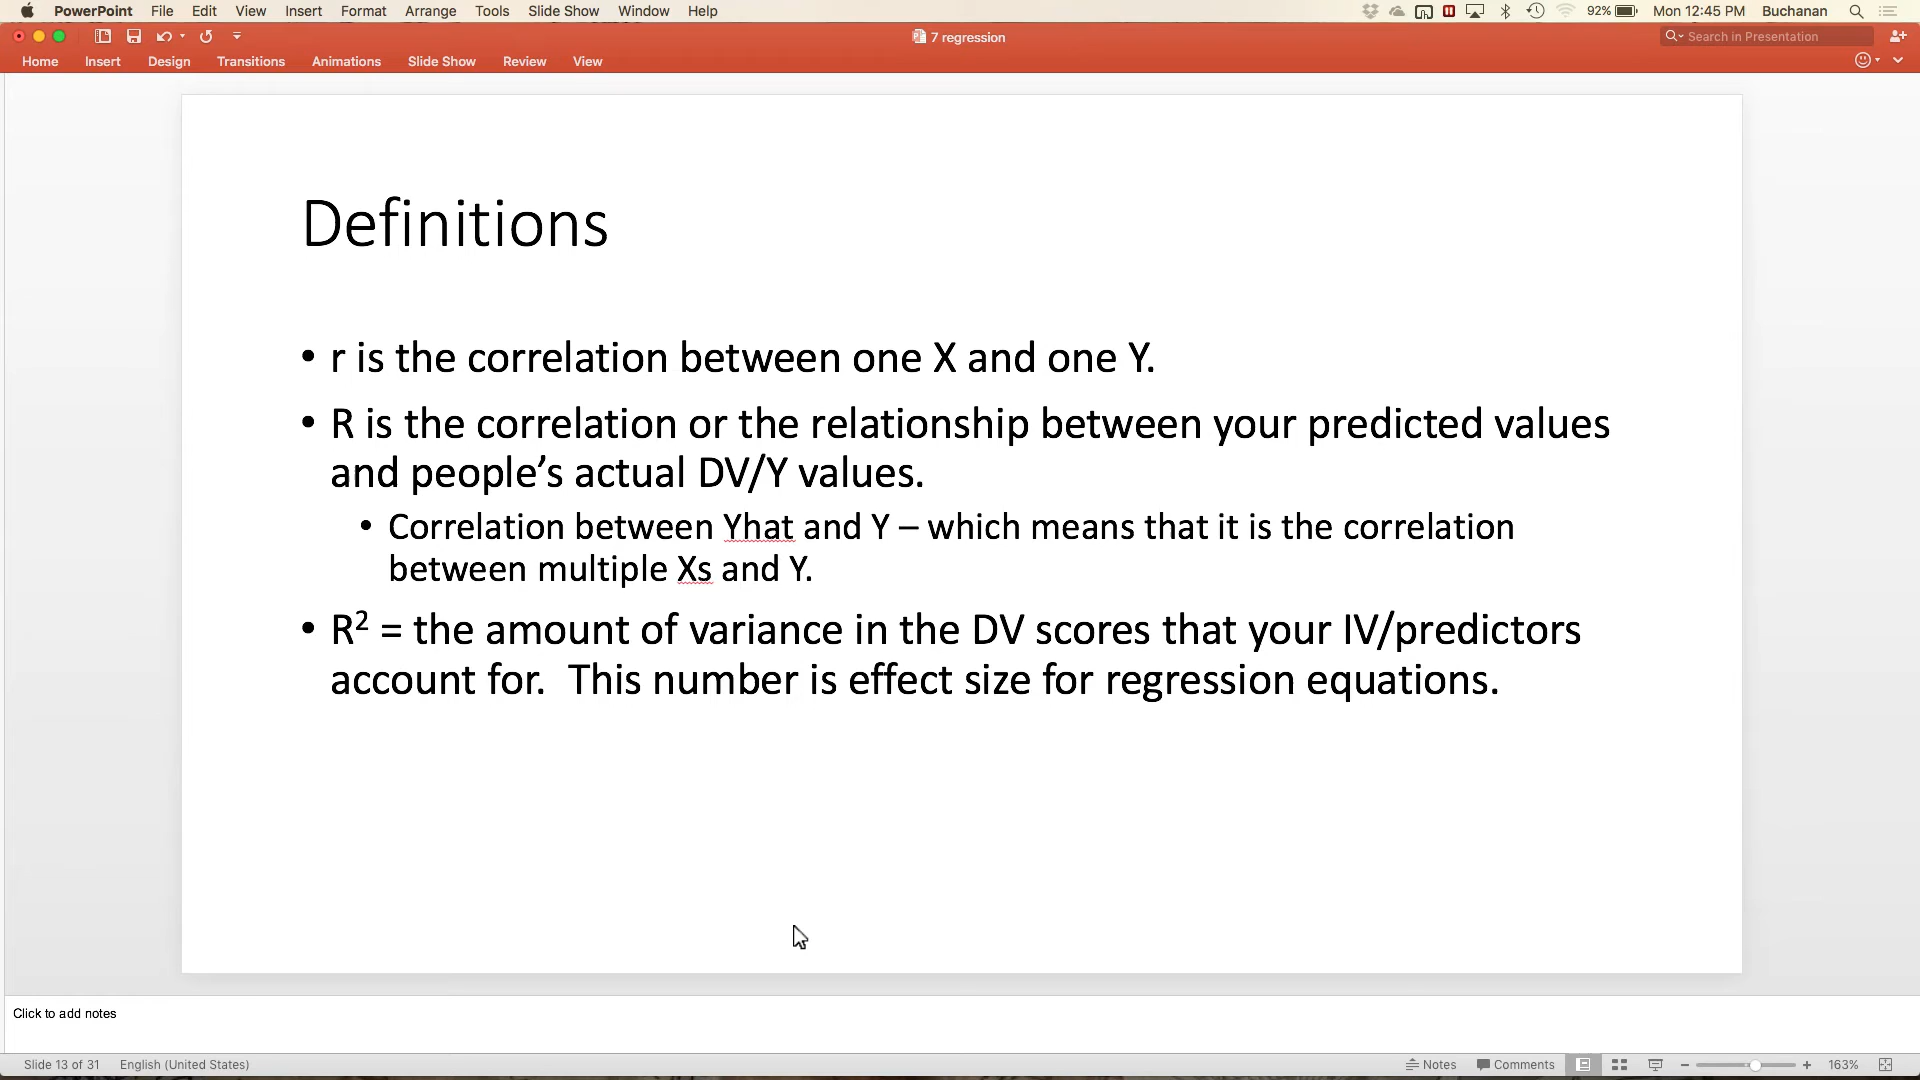 PowerPoint File Edit View Insert Format Arrange Tools Slide Show Window Help 92% Mon 12:45 PM Buchanan
7 regression Search in Presentation
Home Insert Design Transitions Animations Slide Show Review View
Definitions
• r is the correlation between one X and one Y.
• R is the correlation or the relationship between your predicted values
and people’s actual DV/Y values.
• Correlation between Yhat and Y – which means that it is the correlation
between multiple Xs and Y.
• R² = the amount of variance in the DV scores that your IV/predictors
account for.  This number is effect size for regression equations.
Click to add notes
Slide 13 of 31 English (United States) Notes Comments 163%